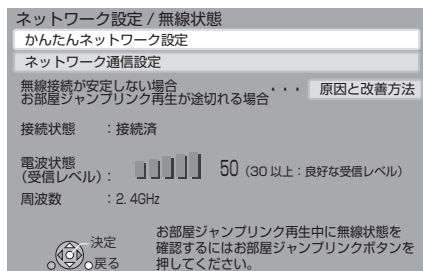 ネットワーク設定 / 無線状態
かんたんネットワーク設定
ネットワーク通信設定
無線接続が安定しない場合
お部屋ジャンプリンク再生が途切れる場合 ・・・ 原因と改善方法
接続状態 ：接続済
電波状態
(受信レベル)： 50 (30 以上：良好な受信レベル)
周波数 ：2.4GHz
決定
戻る
お部屋ジャンプリンク再生中に無線状態を
確認するにはお部屋ジャンプリンクボタンを
押してください。